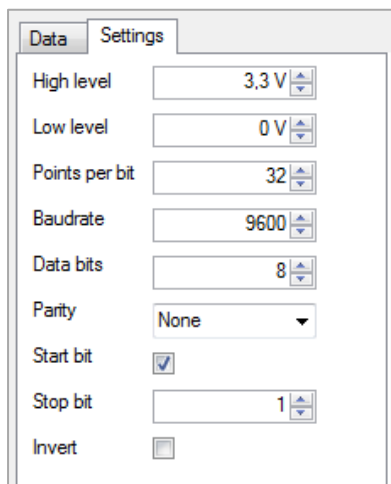 Data Settings
High level 3,3 V
Low level 0 V
Points per bit 32
Baudrate 9600
Data bits 8
Parity None
Start bit
Stop bit 1
Invert